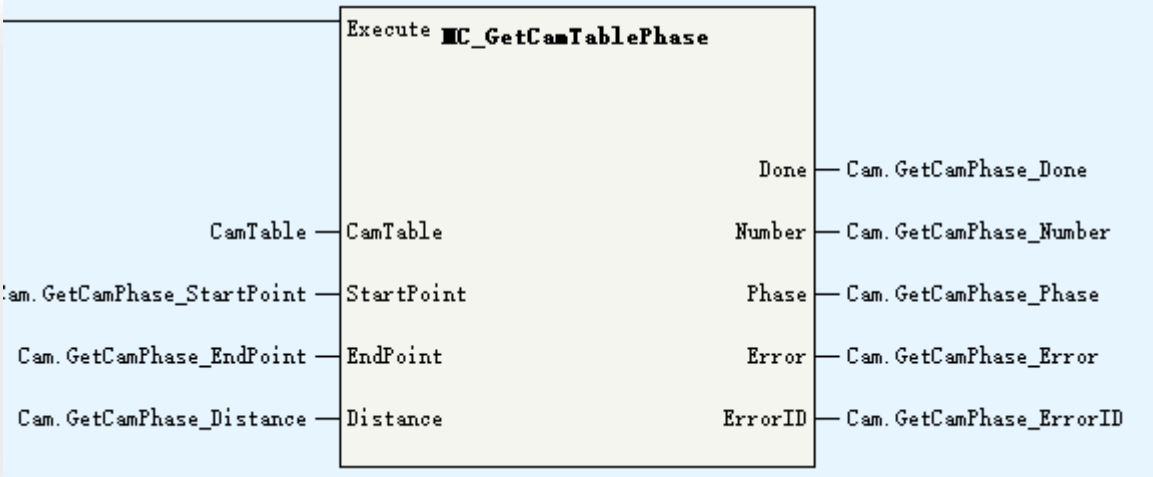 Execute MC_GetCamTablePhase
Done Cam.GetCamPhase_Done
CamTable CamTable Number Cam.GetCamPhase_Number
am.GetCamPhase_StartPoint StartPoint Phase Cam.GetCamPhase_Phase
Cam.GetCamPhase_EndPoint EndPoint Error Cam.GetCamPhase_Error
Cam.GetCamPhase_Distance Distance ErrorID Cam.GetCamPhase_ErrorID